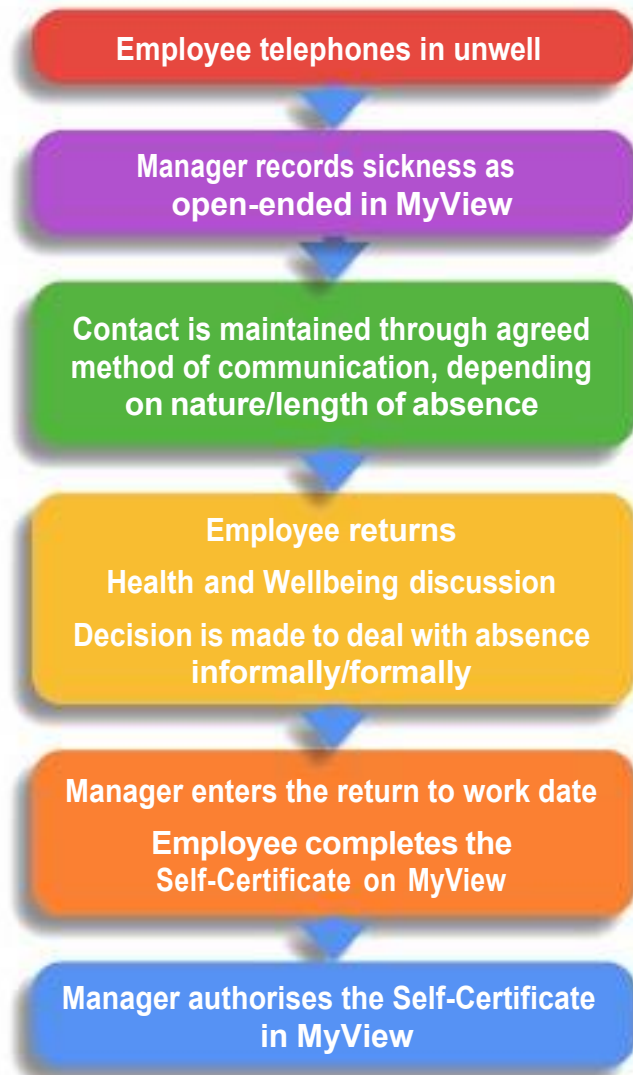 Employee telephones in unwell
Manager records sickness as
open-ended in MyView
Contact is maintained through agreed
method of communication, depending
on nature/length of absence
Employee returns
Health and Wellbeing discussion
Decision is made to deal with absence
informally/formally
Manager enters the return to work date
Employee completes the
Self-Certificate on MyView
Manager authorises the Self-Certificate
in MyView